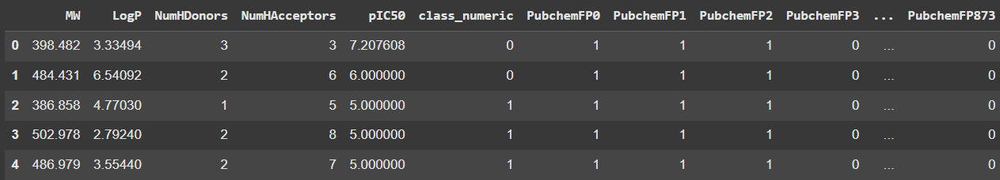 MW LogP NumHDonors NumHAcceptors pIC50 class_numeric PubchemFP0 PubchemFP1 PubchemFP2 PubchemFP3 ... PubchemFP873
0 398.482 3.33494 3 3 7.207608 0 1 1 1 0 ... 0
1 484.431 6.54092 2 6 6.000000 0 1 1 1 0 ... 0
2 386.858 4.77030 1 5 5.000000 1 1 1 1 0 ... 0
3 502.978 2.79240 2 8 5.000000 1 1 1 1 0 ... 0
4 486.979 3.55440 2 7 5.000000 1 1 1 1 0 ... 0